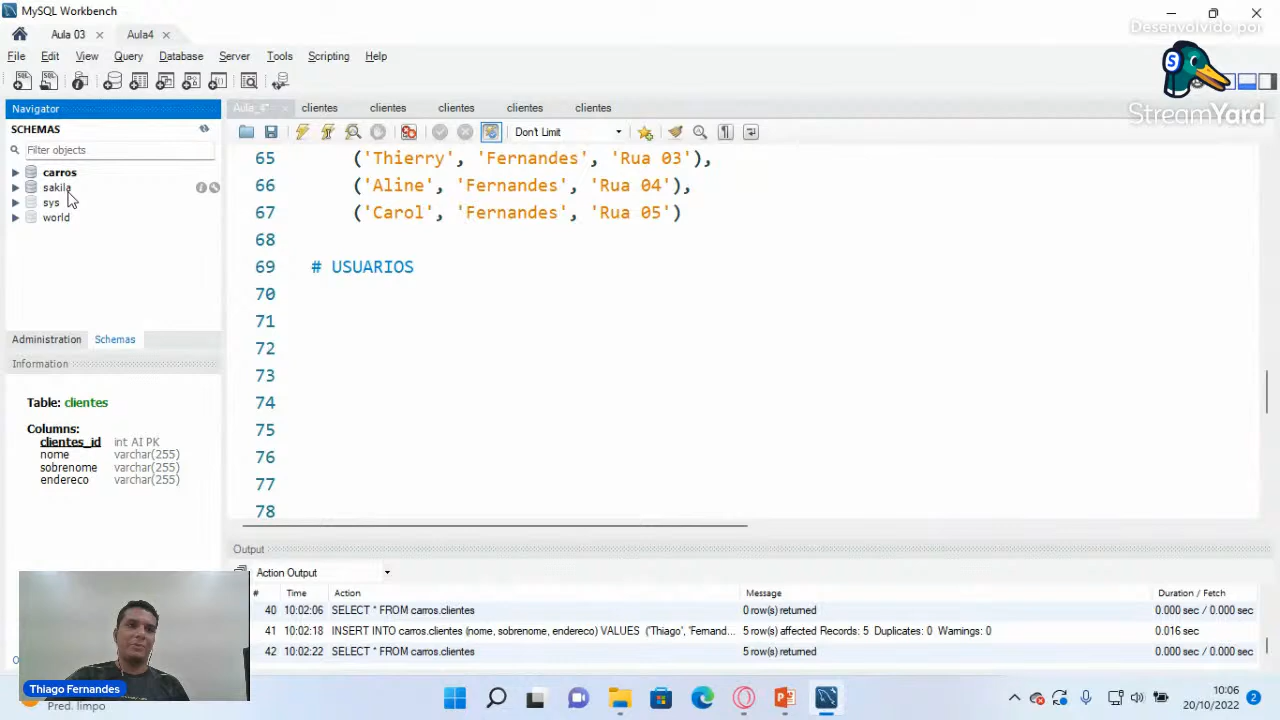 MySQL Workbench
Desenvolvido por
StreamYard
Aula 03
Aula4
File Edit View Query Database Server Tools Scripting Help
Navigator
SCHEMAS
Filter objects
carros
sakila
sys
world
Administration Schemas
Information
Table: clientes
Columns:
clientes_id int AI PK
nome varchar(255)
sobrenome varchar(255)
endereco varchar(255)
Aula_4* clientes clientes clientes clientes clientes
Don't Limit
65 ('Thierry', 'Fernandes', 'Rua 03'),
66 ('Aline', 'Fernandes', 'Rua 04'),
67 ('Carol', 'Fernandes', 'Rua 05')
68
69 # USUARIOS
70
71
72
73
74
75
76
77
78
Output
Action Output
# Time Action Message Duration / Fetch
40 10:02:06 SELECT * FROM carros.clientes 0 row(s) returned 0.000 sec / 0.000 sec
41 10:02:18 INSERT INTO carros.clientes (nome, sobrenome, endereco) VALUES ('Thiago', 'Fernand... 5 row(s) affected Records: 5 Duplicates: 0 Warnings: 0 0.016 sec
42 10:02:22 SELECT * FROM carros.clientes 5 row(s) returned 0.000 sec / 0.000 sec
Thiago Fernandes
Pred. limpo
10:06
20/10/2022
2